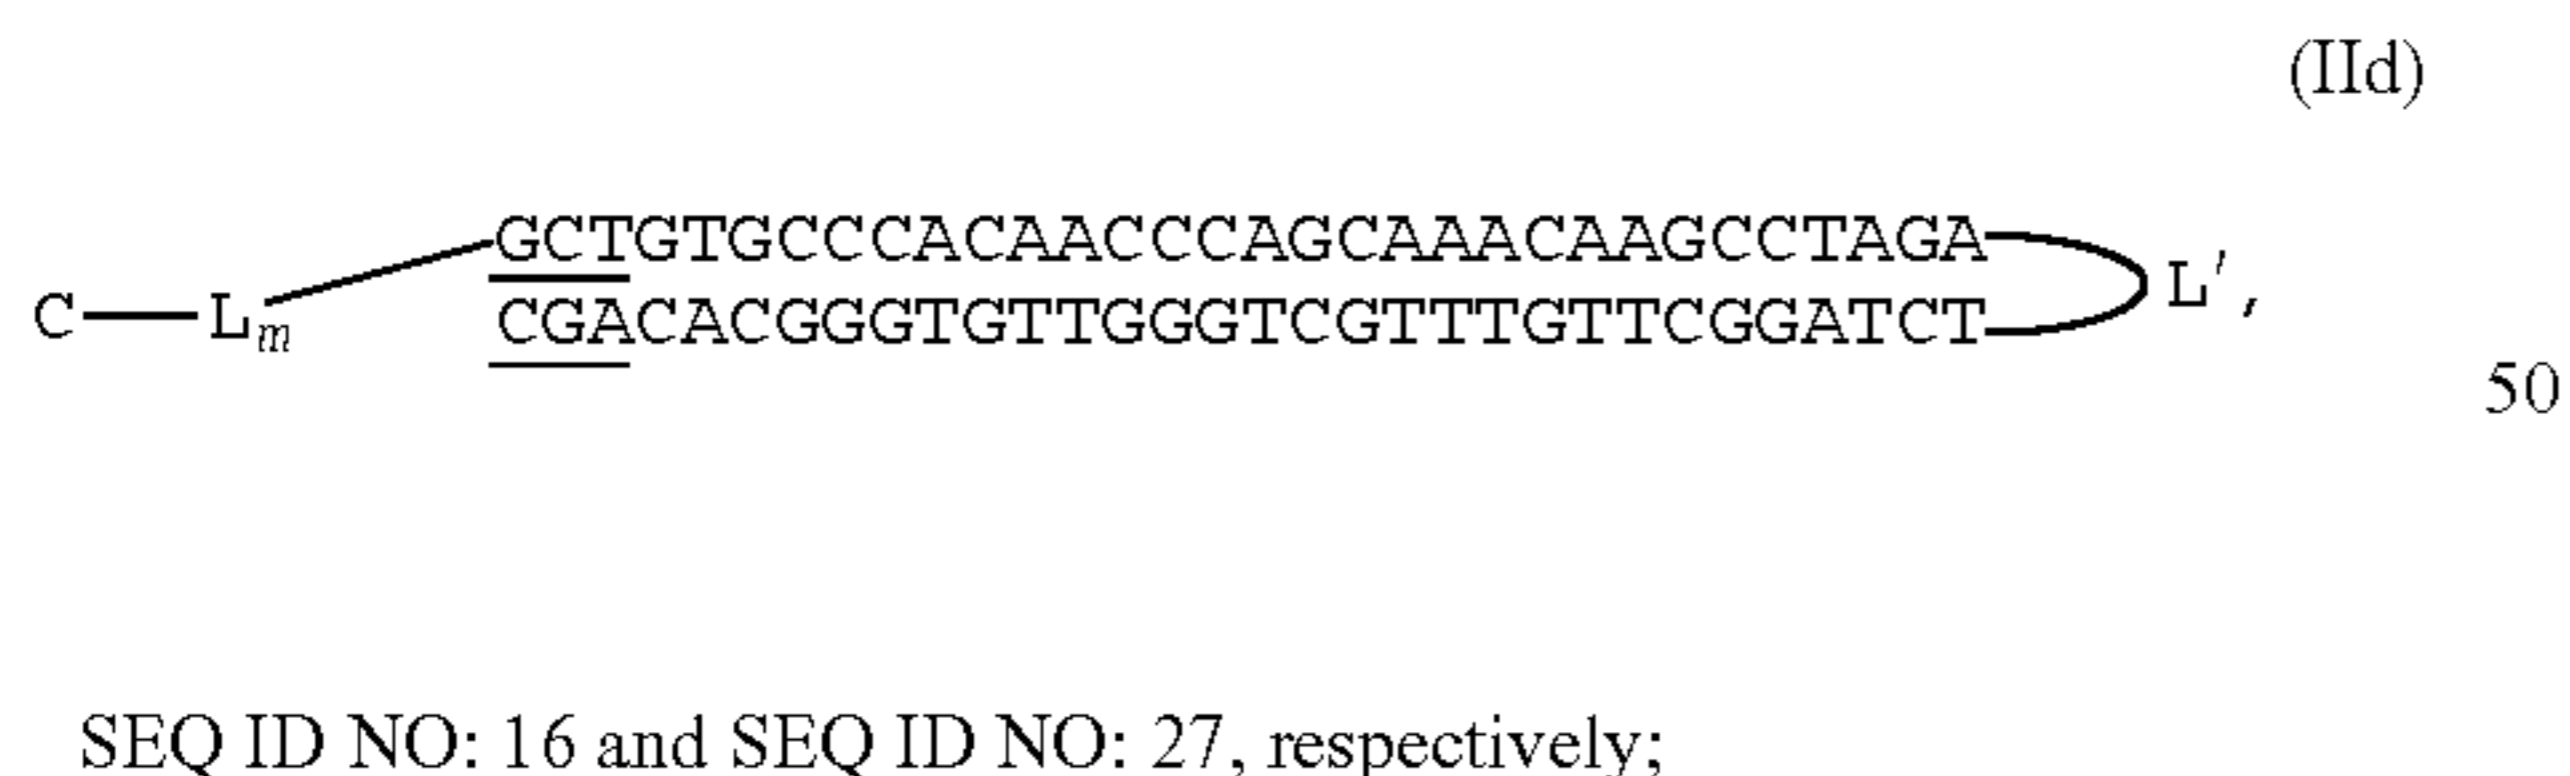 (IId)
GCTGTGCCCACAACCCAGCAAACAAGCCTAGA
C—Lm L′,
CGACACGGGTGTTGGGTCGTTTGTTCGGATCT
50
SEQ ID NO: 16 and SEQ ID NO: 27, respectively;